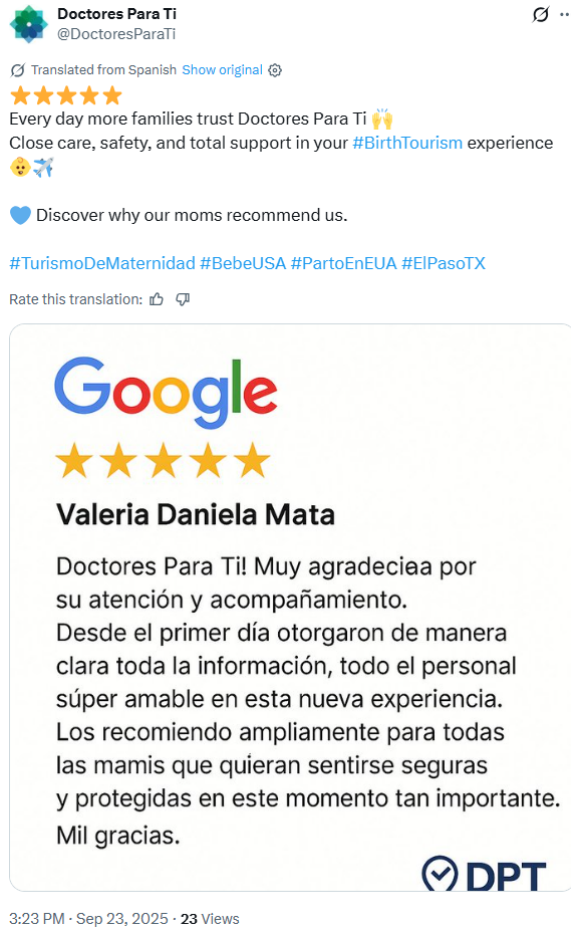 Doctores Para Ti
@DoctoresParaTi
Translated from Spanish Show original
Every day more families trust Doctores Para Ti 🙌
Close care, safety, and total support in your #BirthTourism experience
👶✈️
💙 Discover why our moms recommend us.
#TurismoDeMaternidad #BebeUSA #PartoEnEUA #ElPasoTX
Rate this translation:
Google
Valeria Daniela Mata
Doctores Para Ti! Muy agradeciea por
su atención y acompañamiento.
Desde el primer día otorgaron de manera
clara toda la información, todo el personal
súper amable en esta nueva experiencia.
Los recomiendo ampliamente para todas
las mamis que quieran sentirse seguras
y protegidas en este momento tan importante.
Mil gracias.
DPT
3:23 PM · Sep 23, 2025 · 23 Views